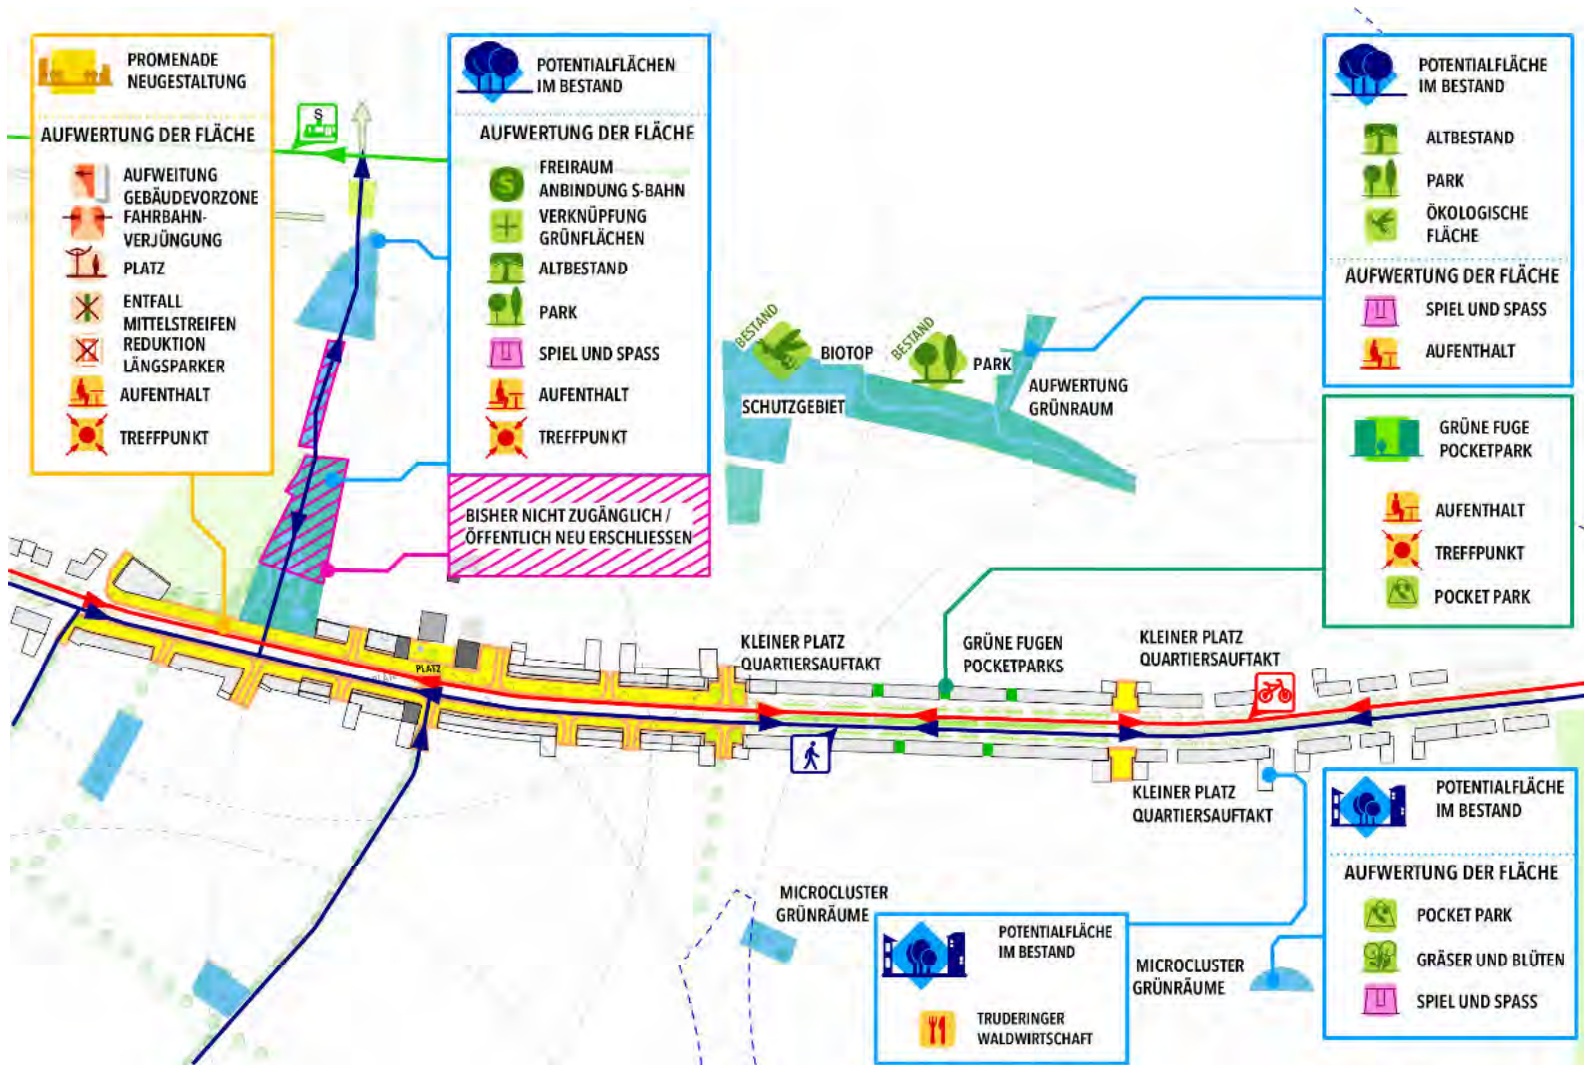 PROMENADE
NEUGESTALTUNG
AUFWERTUNG DER FLÄCHE
AUFWEITUNG
GEBÄUDEVORZONE
FAHRBAHN-
VERJÜNGUNG
PLATZ
ENTFALL
MITTELSTREIFEN
REDUKTION
LÄNGSPARKER
AUFENTHALT
TREFFPUNKT
S
POTENTIALFLÄCHEN
IM BESTAND
AUFWERTUNG DER FLÄCHE
S
FREIRAUM
ANBINDUNG S-BAHN
VERKNÜPFUNG
GRÜNFLÄCHEN
ALTBESTAND
PARK
SPIEL UND SPASS
AUFENTHALT
TREFFPUNKT
BISHER NICHT ZUGÄNGLICH /
ÖFFENTLICH NEU ERSCHLIESSEN
BESTAND
BIOTOP
BESTAND
PARK
SCHUTZGEBIET
AUFWERTUNG
GRÜNRAUM
POTENTIALFLÄCHE
IM BESTAND
ALTBESTAND
PARK
ÖKOLOGISCHE
FLÄCHE
AUFWERTUNG DER FLÄCHE
SPIEL UND SPASS
AUFENTHALT
GRÜNE FUGE
POCKETPARK
AUFENTHALT
TREFFPUNKT
POCKET PARK
PLATZ
PLATZ
KLEINER PLATZ
QUARTIERSAUFTAKT
GRÜNE FUGEN
POCKETPARKS
KLEINER PLATZ
QUARTIERSAUFTAKT
KLEINER PLATZ
QUARTIERSAUFTAKT
MICROCLUSTER
GRÜNRÄUME
POTENTIALFLÄCHE
IM BESTAND
TRUDERINGER
WALDWIRTSCHAFT
MICROCLUSTER
GRÜNRÄUME
POTENTIALFLÄCHE
IM BESTAND
AUFWERTUNG DER FLÄCHE
POCKET PARK
GRÄSER UND BLÜTEN
SPIEL UND SPASS